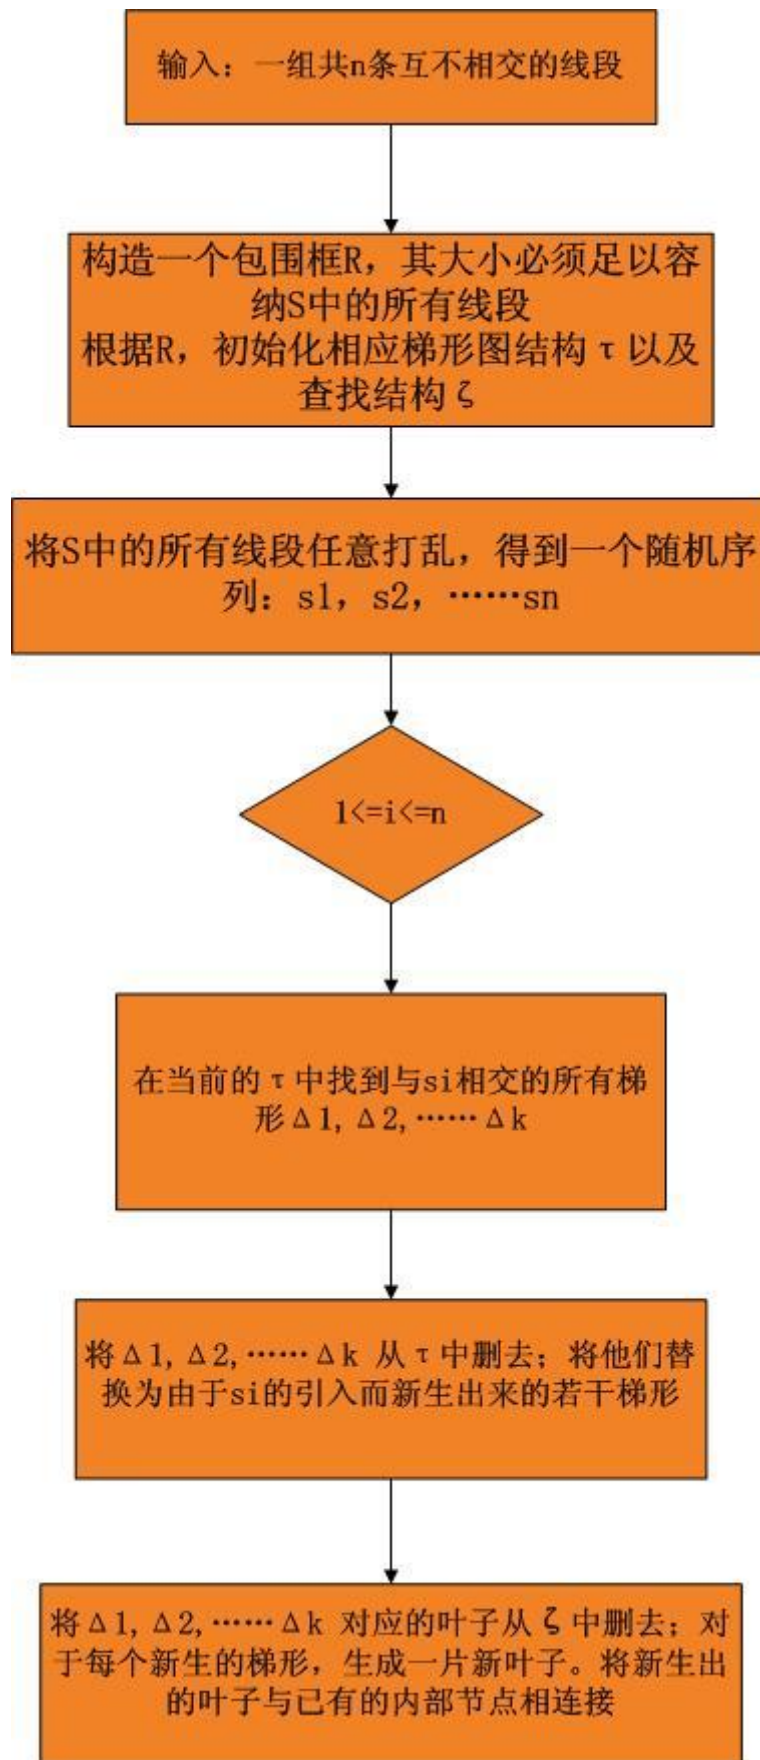 输入：一组共n条互不相交的线段
构造一个包围框R，其大小必须足以容
纳S中的所有线段
根据R，初始化相应梯形图结构τ以及
查找结构ζ
将S中的所有线段任意打乱，得到一个随机序
列：s1，s2，……sn
1<=i<=n
在当前的τ中找到与si相交的所有梯
形Δ1,Δ2,……Δk
将Δ1,Δ2,……Δk 从τ中删去；将他们替
换为由于si的引入而新生出来的若干梯形
将Δ1,Δ2,……Δk 对应的叶子从ζ中删去；对
于每个新生的梯形，生成一片新叶子。将新生出
的叶子与已有的内部节点相连接